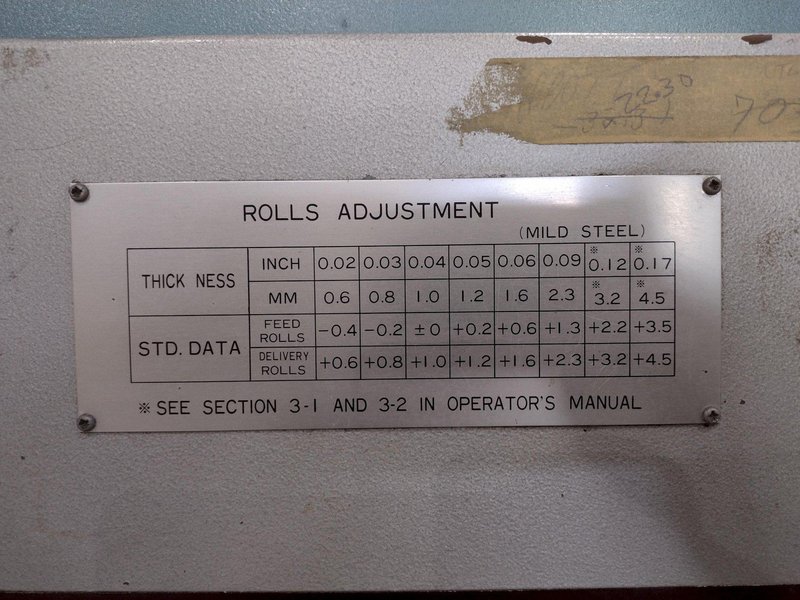 22.30
70
ROLLS ADJUSTMENT
(MILD STEEL)
THICK NESS INCH 0.02 0.03 0.04 0.05 0.06 0.09 ※0.12 ※0.17
MM 0.6 0.8 1.0 1.2 1.6 2.3 ※3.2 ※4.5
STD. DATA FEED ROLLS -0.4 -0.2 ±0 +0.2 +0.6 +1.3 +2.2 +3.5
DELIVERY ROLLS +0.6 +0.8 +1.0 +1.2 +1.6 +2.3 +3.2 +4.5
※ SEE SECTION 3-1 AND 3-2 IN OPERATOR'S MANUAL